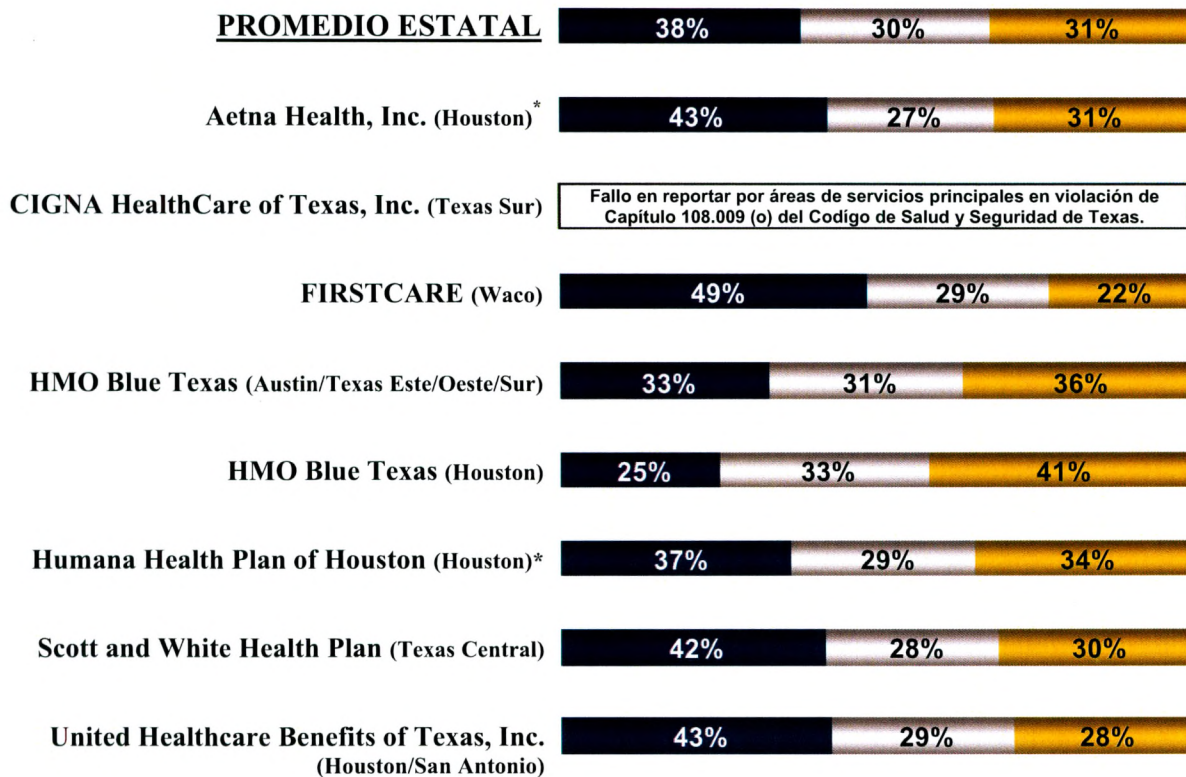 PROMEDIO ESTATAL 38% 30% 31%
Aetna Health, Inc. (Houston)* 43% 27% 31%
CIGNA HealthCare of Texas, Inc. (Texas Sur)
Fallo en reportar por áreas de servicios principales en violación de
Capítulo 108.009 (o) del Codígo de Salud y Seguridad de Texas.
FIRSTCARE (Waco) 49% 29% 22%
HMO Blue Texas (Austin/Texas Este/Oeste/Sur) 33% 31% 36%
HMO Blue Texas (Houston) 25% 33% 41%
Humana Health Plan of Houston (Houston)* 37% 29% 34%
Scott and White Health Plan (Texas Central) 42% 28% 30%
United Healthcare Benefits of Texas, Inc. 43% 29% 28%
(Houston/San Antonio)